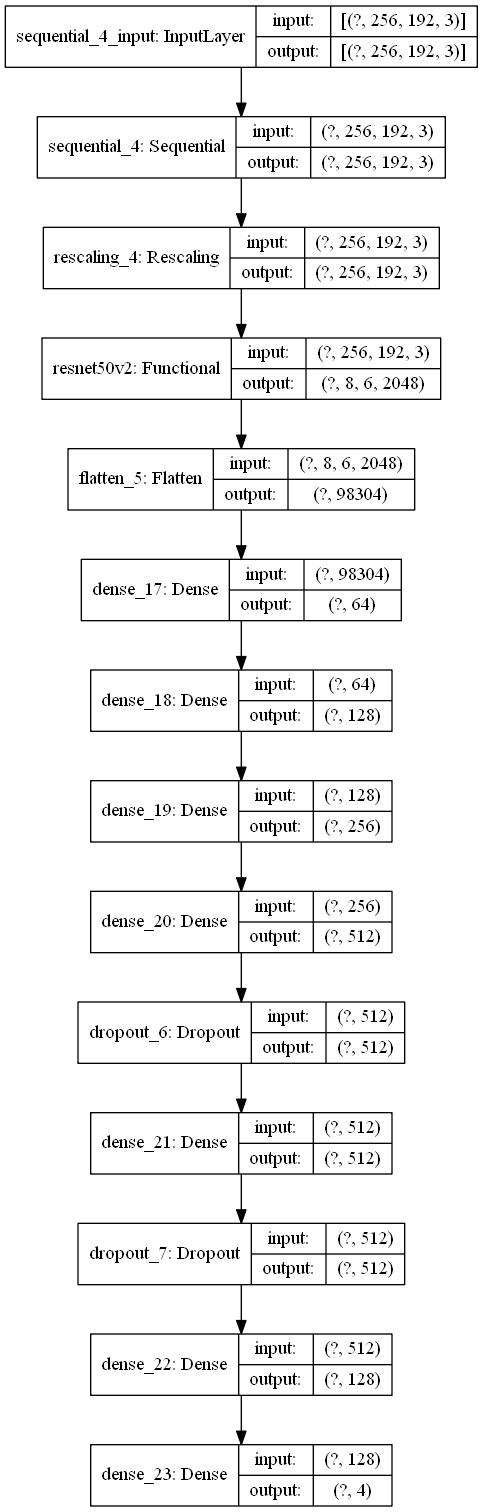 sequential_4_input: InputLayer
input: [(?, 256, 192, 3)]
output: [(?, 256, 192, 3)]
sequential_4: Sequential
input: (?, 256, 192, 3)
output: (?, 256, 192, 3)
rescaling_4: Rescaling
input: (?, 256, 192, 3)
output: (?, 256, 192, 3)
resnet50v2: Functional
input: (?, 256, 192, 3)
output: (?, 8, 6, 2048)
flatten_5: Flatten
input: (?, 8, 6, 2048)
output: (?, 98304)
dense_17: Dense
input: (?, 98304)
output: (?, 64)
dense_18: Dense
input: (?, 64)
output: (?, 128)
dense_19: Dense
input: (?, 128)
output: (?, 256)
dense_20: Dense
input: (?, 256)
output: (?, 512)
dropout_6: Dropout
input: (?, 512)
output: (?, 512)
dense_21: Dense
input: (?, 512)
output: (?, 512)
dropout_7: Dropout
input: (?, 512)
output: (?, 512)
dense_22: Dense
input: (?, 512)
output: (?, 128)
dense_23: Dense
input: (?, 128)
output: (?, 4)